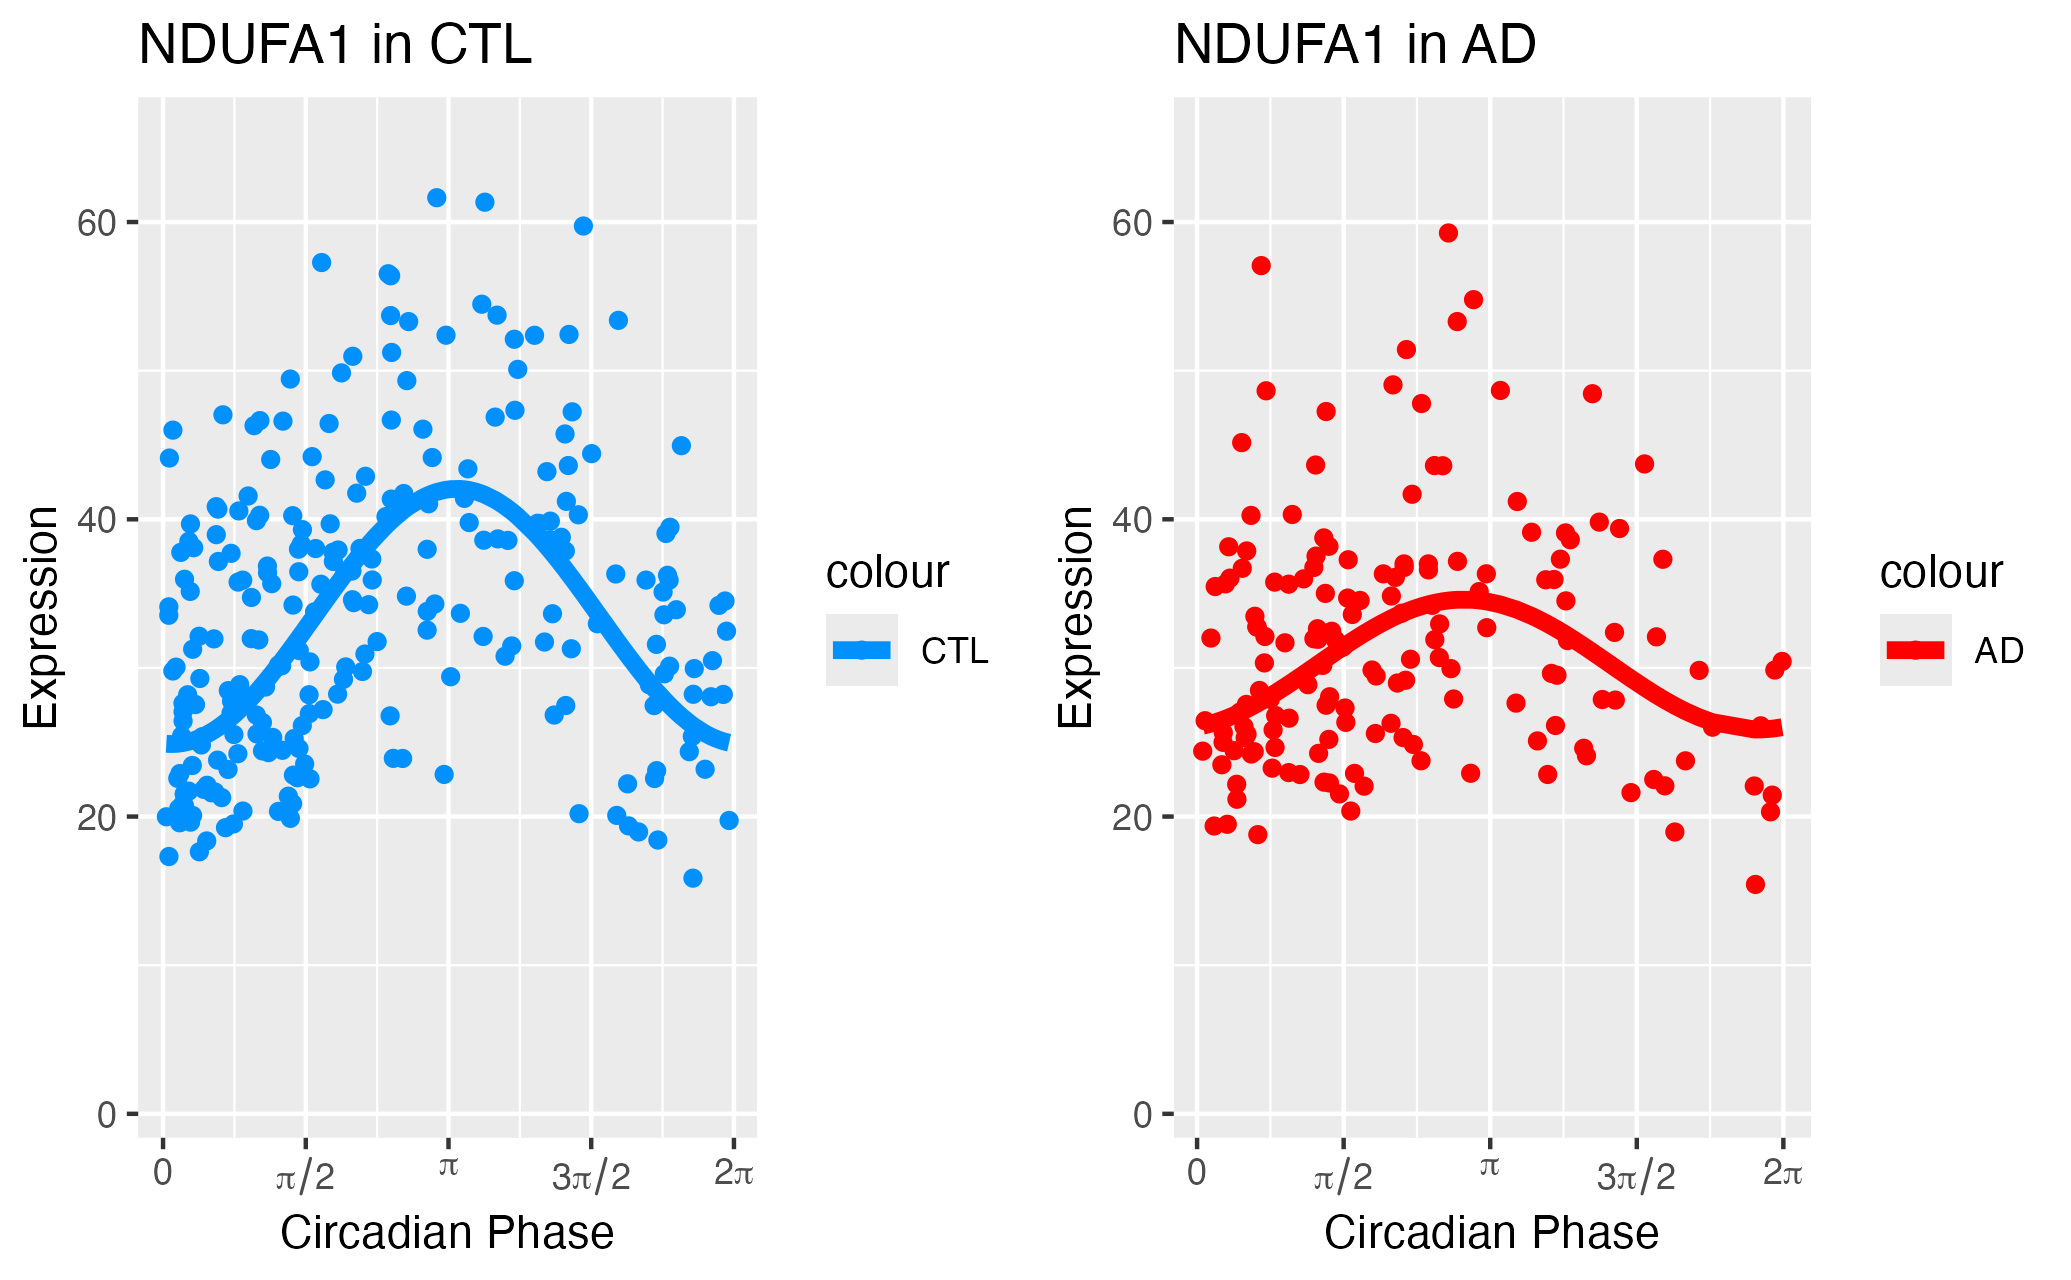 NDUFA1 in CTL
Expression
60
40
20
0
0
π/2
π
3π/2
2π
Circadian Phase
colour
CTL
NDUFA1 in AD
Expression
60
40
20
0
0
π/2
π
3π/2
2π
Circadian Phase
colour
AD